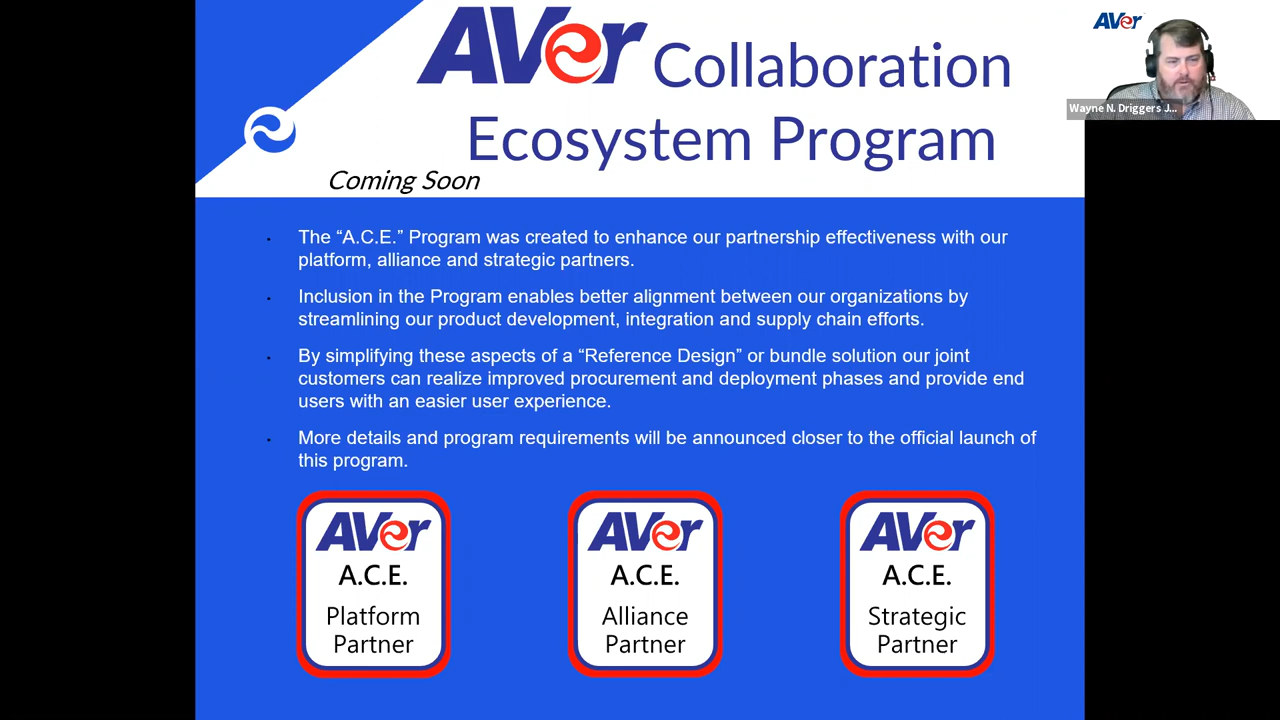 AVer Collaboration
Ecosystem Program
Coming Soon
AVer
Wayne N. Driggers J...
The “A.C.E.” Program was created to enhance our partnership effectiveness with our
platform, alliance and strategic partners.
Inclusion in the Program enables better alignment between our organizations by
streamlining our product development, integration and supply chain efforts.
By simplifying these aspects of a “Reference Design” or bundle solution our joint
customers can realize improved procurement and deployment phases and provide end
users with an easier user experience.
More details and program requirements will be announced closer to the official launch of
this program.
AVer
A.C.E.
Platform
Partner
AVer
A.C.E.
Alliance
Partner
AVer
A.C.E.
Strategic
Partner